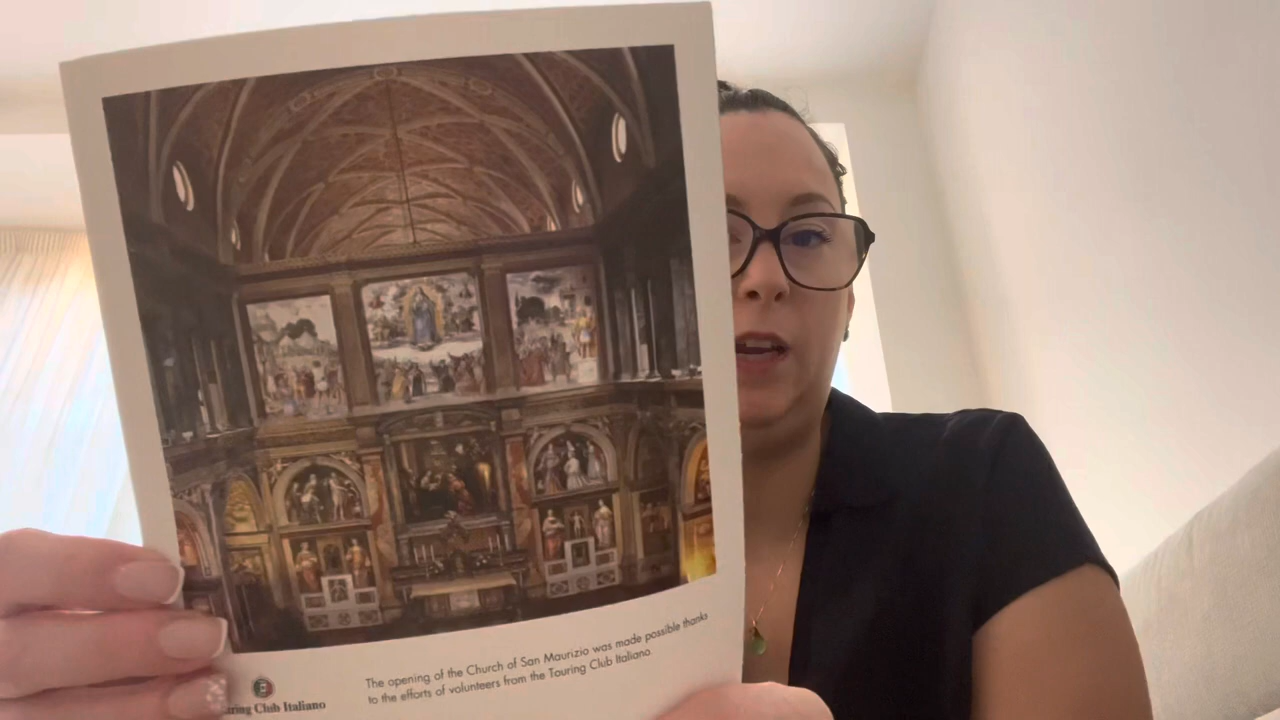 The opening of the Church of San Maurizio was made possible thanks
to the efforts of volunteers from the Touring Club Italiano.
Club Italiano